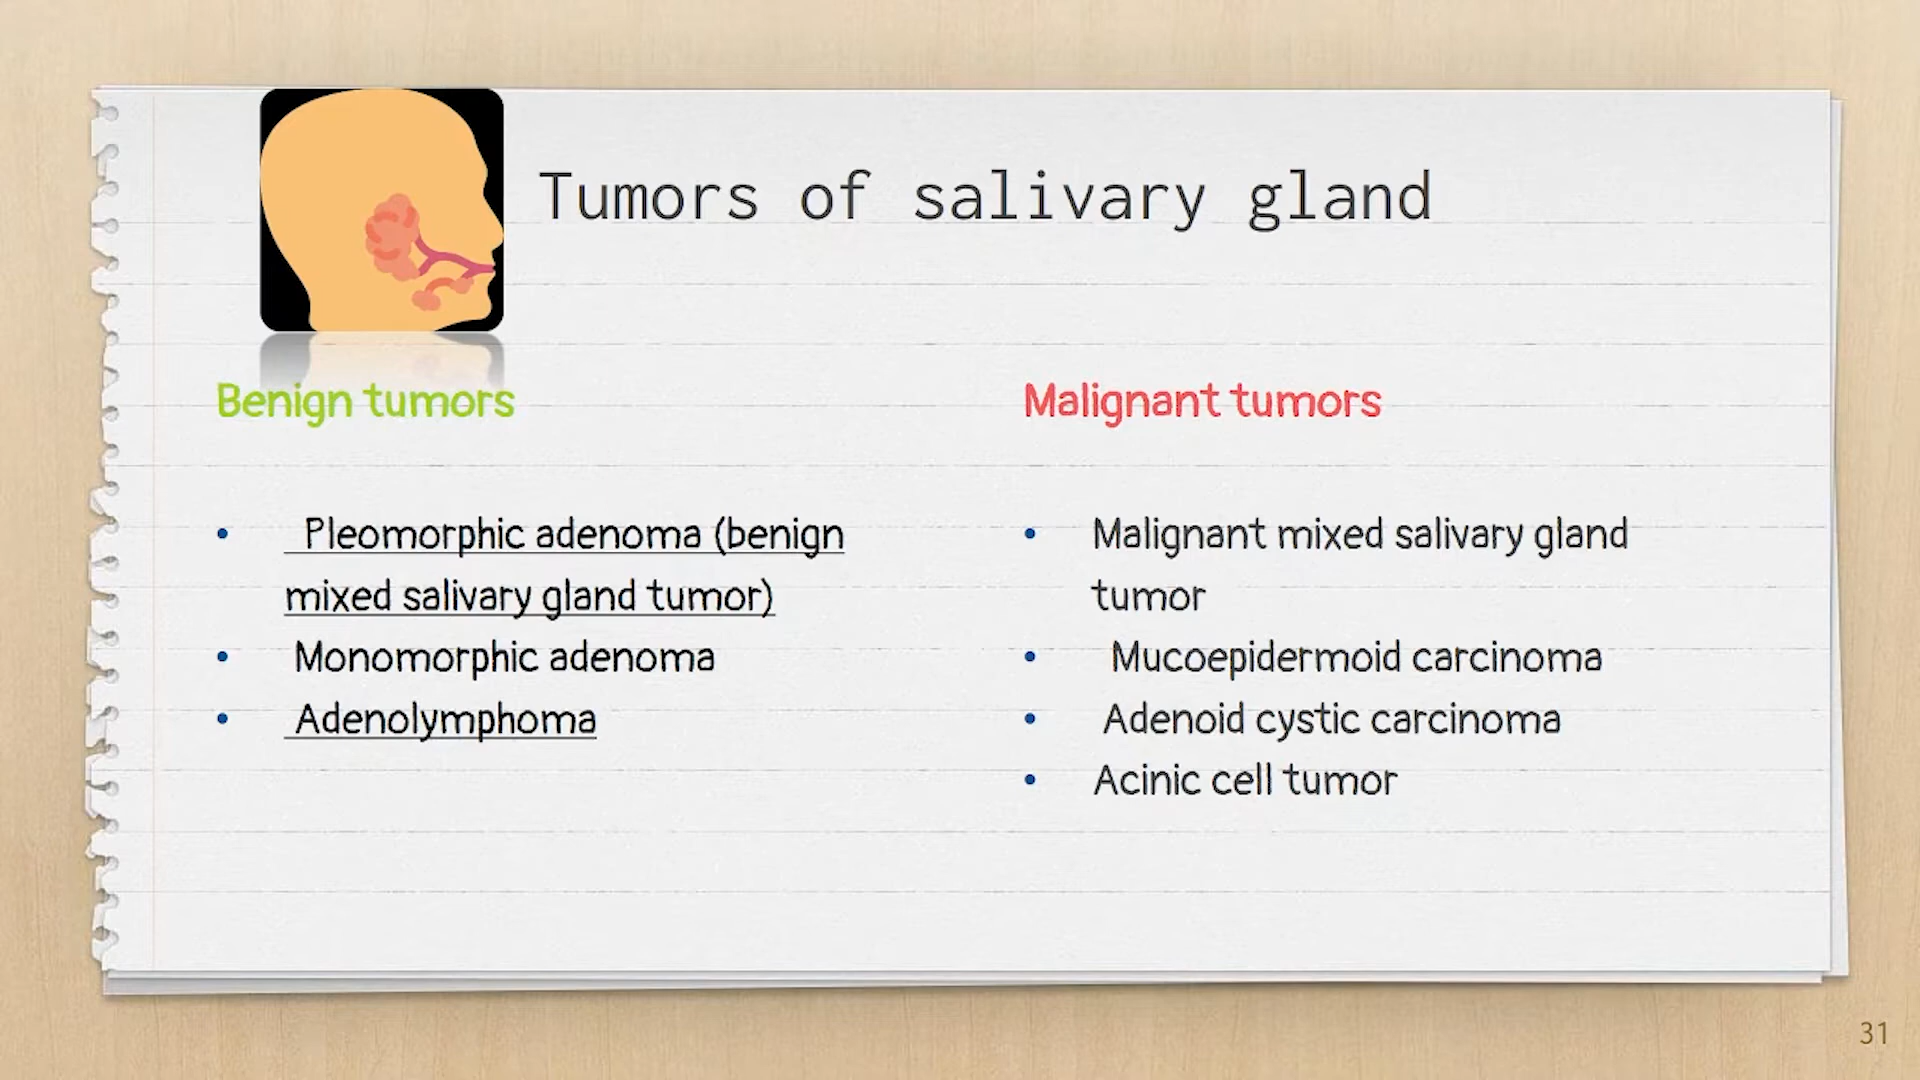 Tumors of salivary gland
Benign tumors
• Pleomorphic adenoma (benign
mixed salivary gland tumor)
• Monomorphic adenoma
• Adenolymphoma
Malignant tumors
• Malignant mixed salivary gland
tumor
• Mucoepidermoid carcinoma
• Adenoid cystic carcinoma
• Acinic cell tumor
31